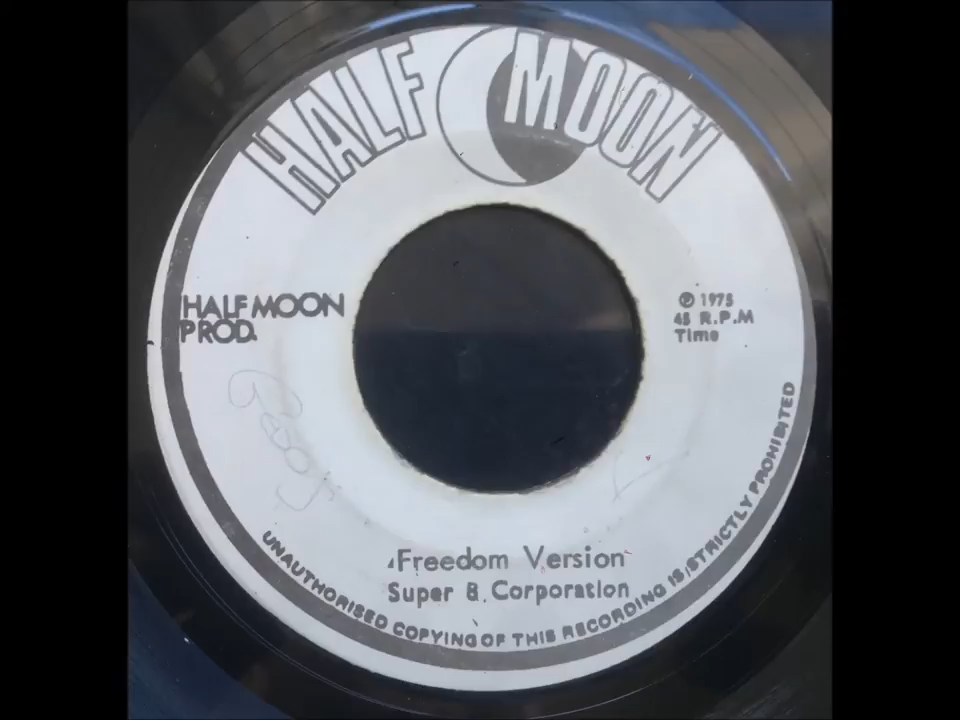 HALF MOON
HALF MOON
PROD.
℗ 1975
45 R.P.M
Time
Freedom Version
Super 8. Corporation
UNAUTHORISED COPYING OF THIS RECORDING IS STRICTLY PROHIBITED